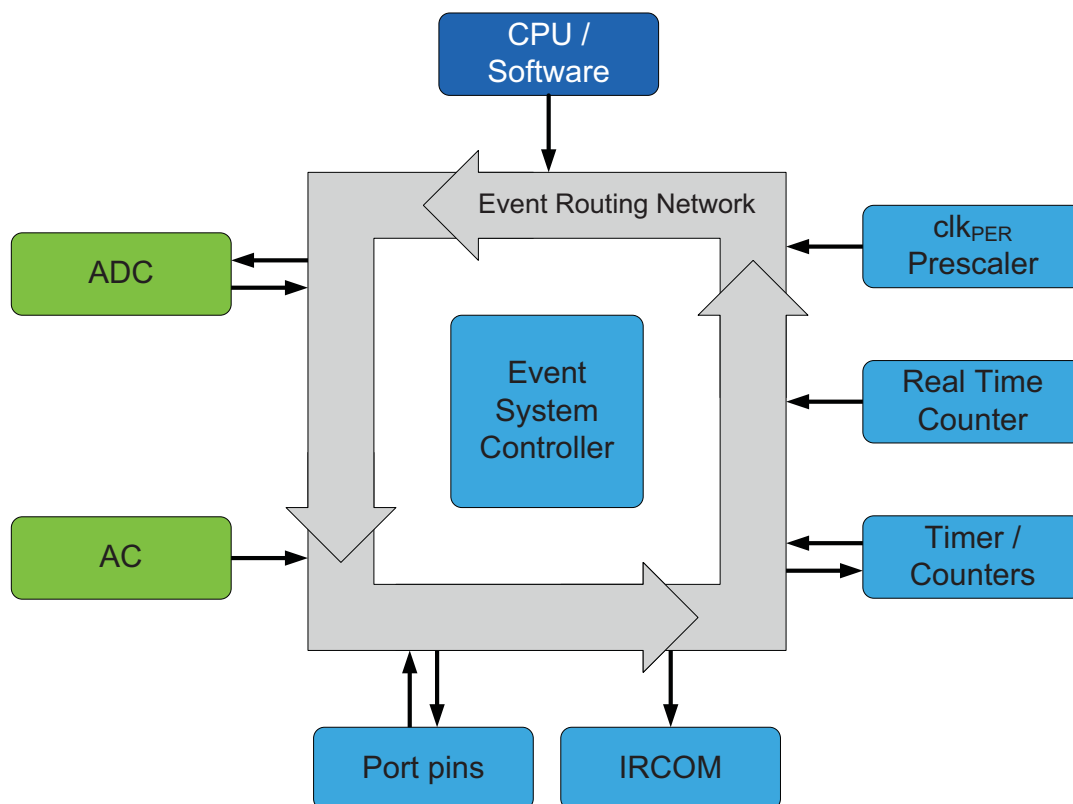 CPU /
Software
Event Routing Network
clkPER
Prescaler
ADC
Event
System
Controller
Real Time
Counter
AC
Timer /
Counters
Port pins
IRCOM